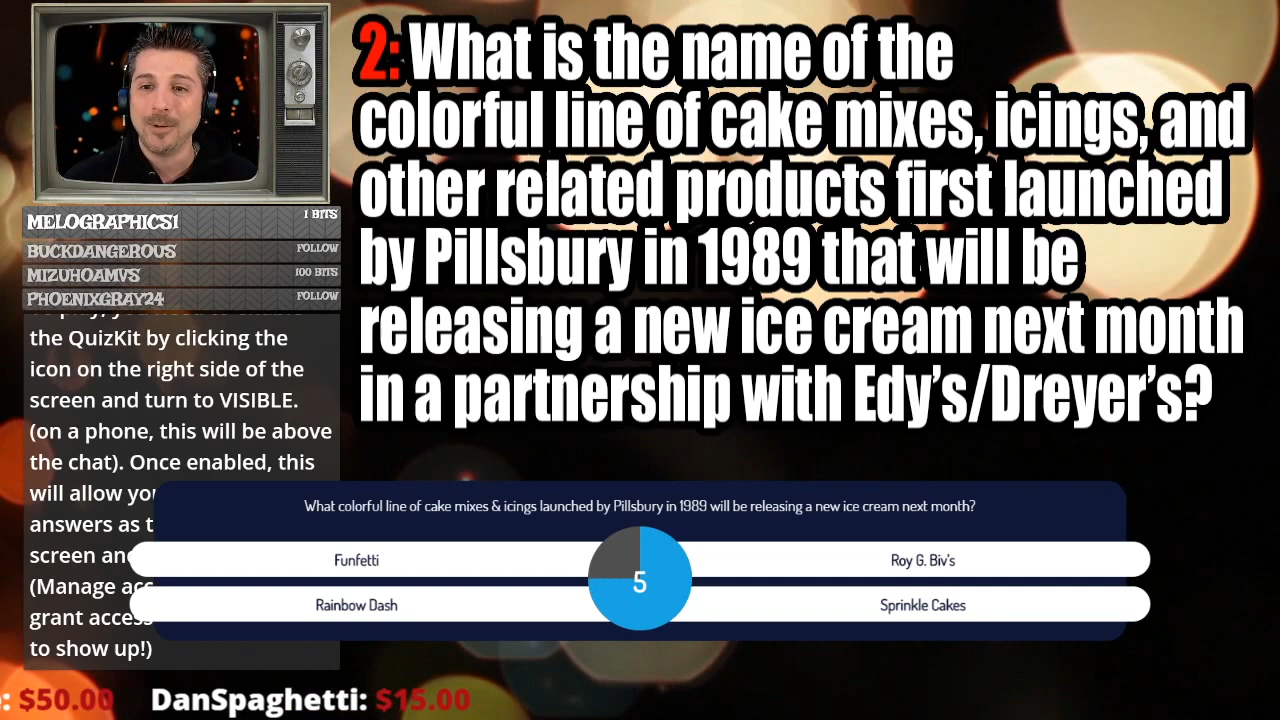 2: What is the name of the
colorful line of cake mixes, icings, and
other related products first launched
by Pillsbury in 1989 that will be
releasing a new ice cream next month
in a partnership with Edy's/Dreyer's?
MELOGRAPHICS1 1 BITS
BUCKDANGEROUS FOLLOW
MIZUHOAMVS 100 BITS
PHOENIXGRAY24 FOLLOW
the QuizKit by clicking the
icon on the right side of the
screen and turn to VISIBLE.
(on a phone, this will be above
the chat). Once enabled, this
will allow you
answers as t
screen and
(Manage acc
grant access
to show up!)
What colorful line of cake mixes & icings launched by Pillsbury in 1989 will be releasing a new ice cream next month?
Funfetti
Roy G. Biv's
5
Rainbow Dash
Sprinkle Cakes
: $50.00 DanSpaghetti: $15.00